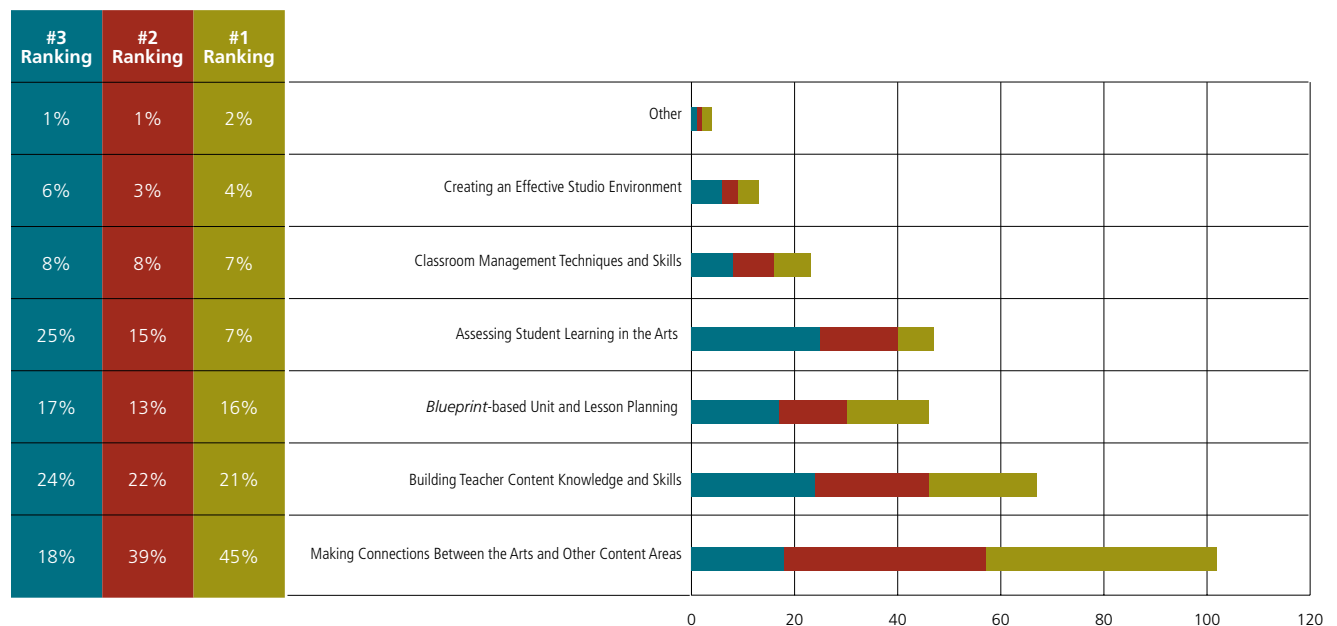 #3 Ranking
#2 Ranking
#1 Ranking
1% 1% 2% Other
6% 3% 4% Creating an Effective Studio Environment
8% 8% 7% Classroom Management Techniques and Skills
25% 15% 7% Assessing Student Learning in the Arts
17% 13% 16% Blueprint-based Unit and Lesson Planning
24% 22% 21% Building Teacher Content Knowledge and Skills
18% 39% 45% Making Connections Between the Arts and Other Content Areas
0 20 40 60 80 100 120